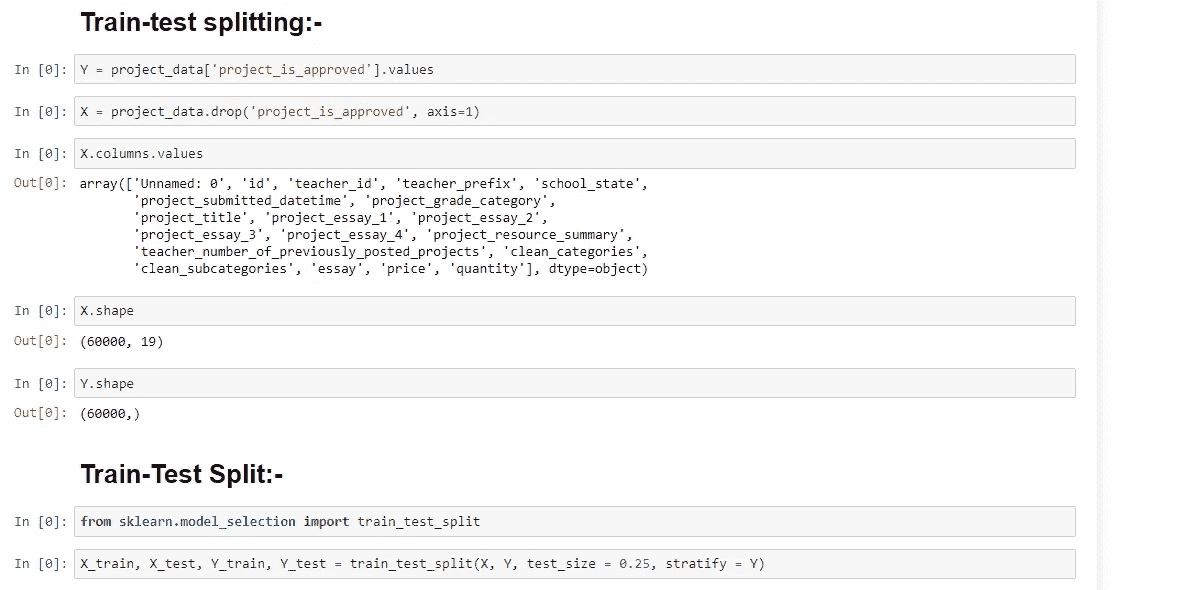 Train-test splitting:-
In [0]: Y = project_data['project_is_approved'].values
In [0]: X = project_data.drop('project_is_approved', axis=1)
In [0]: X.columns.values
Out[0]: array(['Unnamed: 0', 'id', 'teacher_id', 'teacher_prefix', 'school_state',
'project_submitted_datetime', 'project_grade_category',
'project_title', 'project_essay_1', 'project_essay_2',
'project_essay_3', 'project_essay_4', 'project_resource_summary',
'teacher_number_of_previously_posted_projects', 'clean_categories',
'clean_subcategories', 'essay', 'price', 'quantity'], dtype=object)
In [0]: X.shape
Out[0]: (60000, 19)
In [0]: Y.shape
Out[0]: (60000,)
Train-Test Split:-
In [0]: from sklearn.model_selection import train_test_split
In [0]: X_train, X_test, Y_train, Y_test = train_test_split(X, Y, test_size = 0.25, stratify = Y)